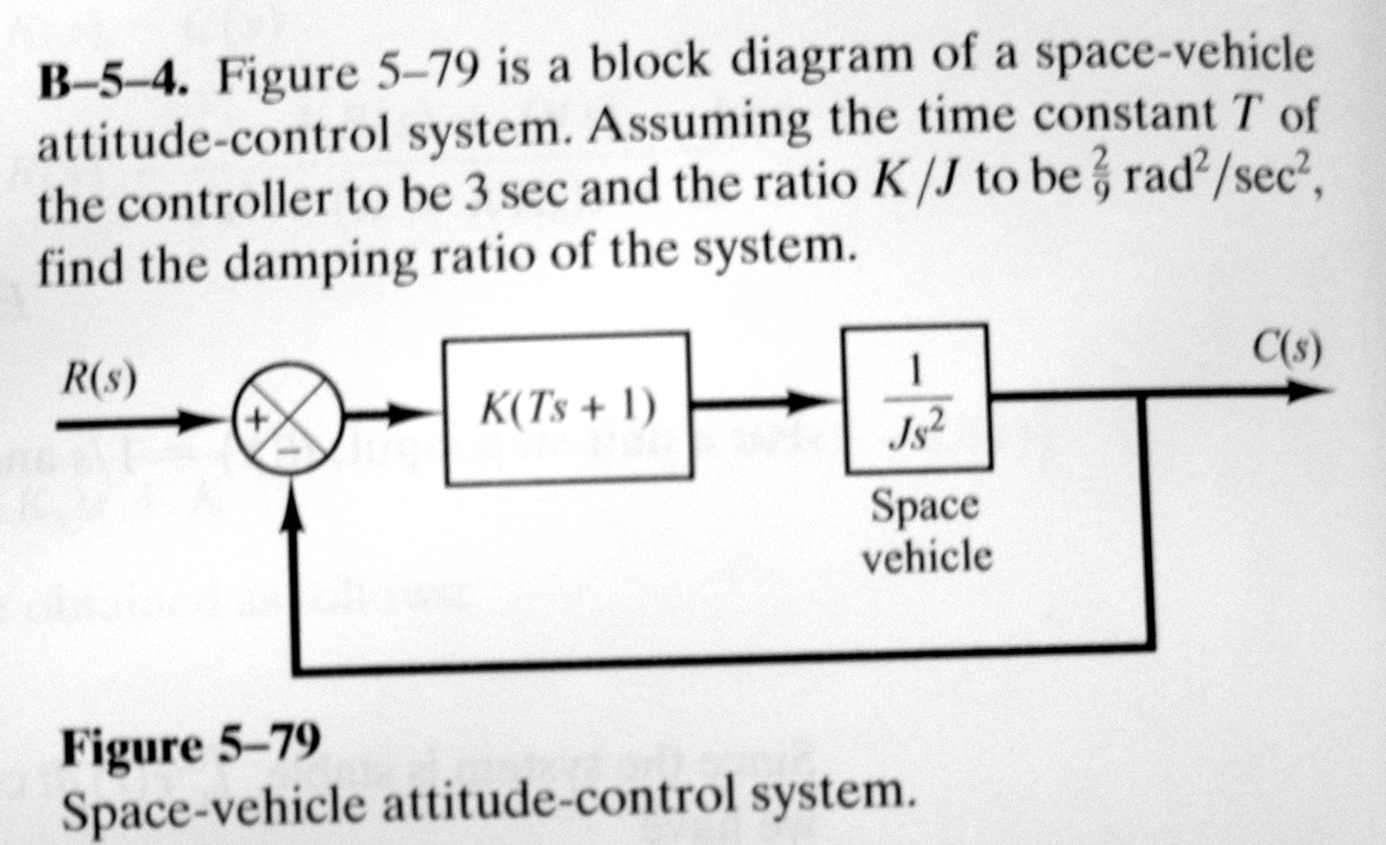 B–5–4. Figure 5–79 is a block diagram of a space-vehicle
attitude-control system. Assuming the time constant T of
the controller to be 3 sec and the ratio K/J to be 2/9 rad²/sec²,
find the damping ratio of the system.
R(s)
+
−
K(Ts + 1)
1
Js²
C(s)
Space
vehicle
Figure 5–79
Space-vehicle attitude-control system.